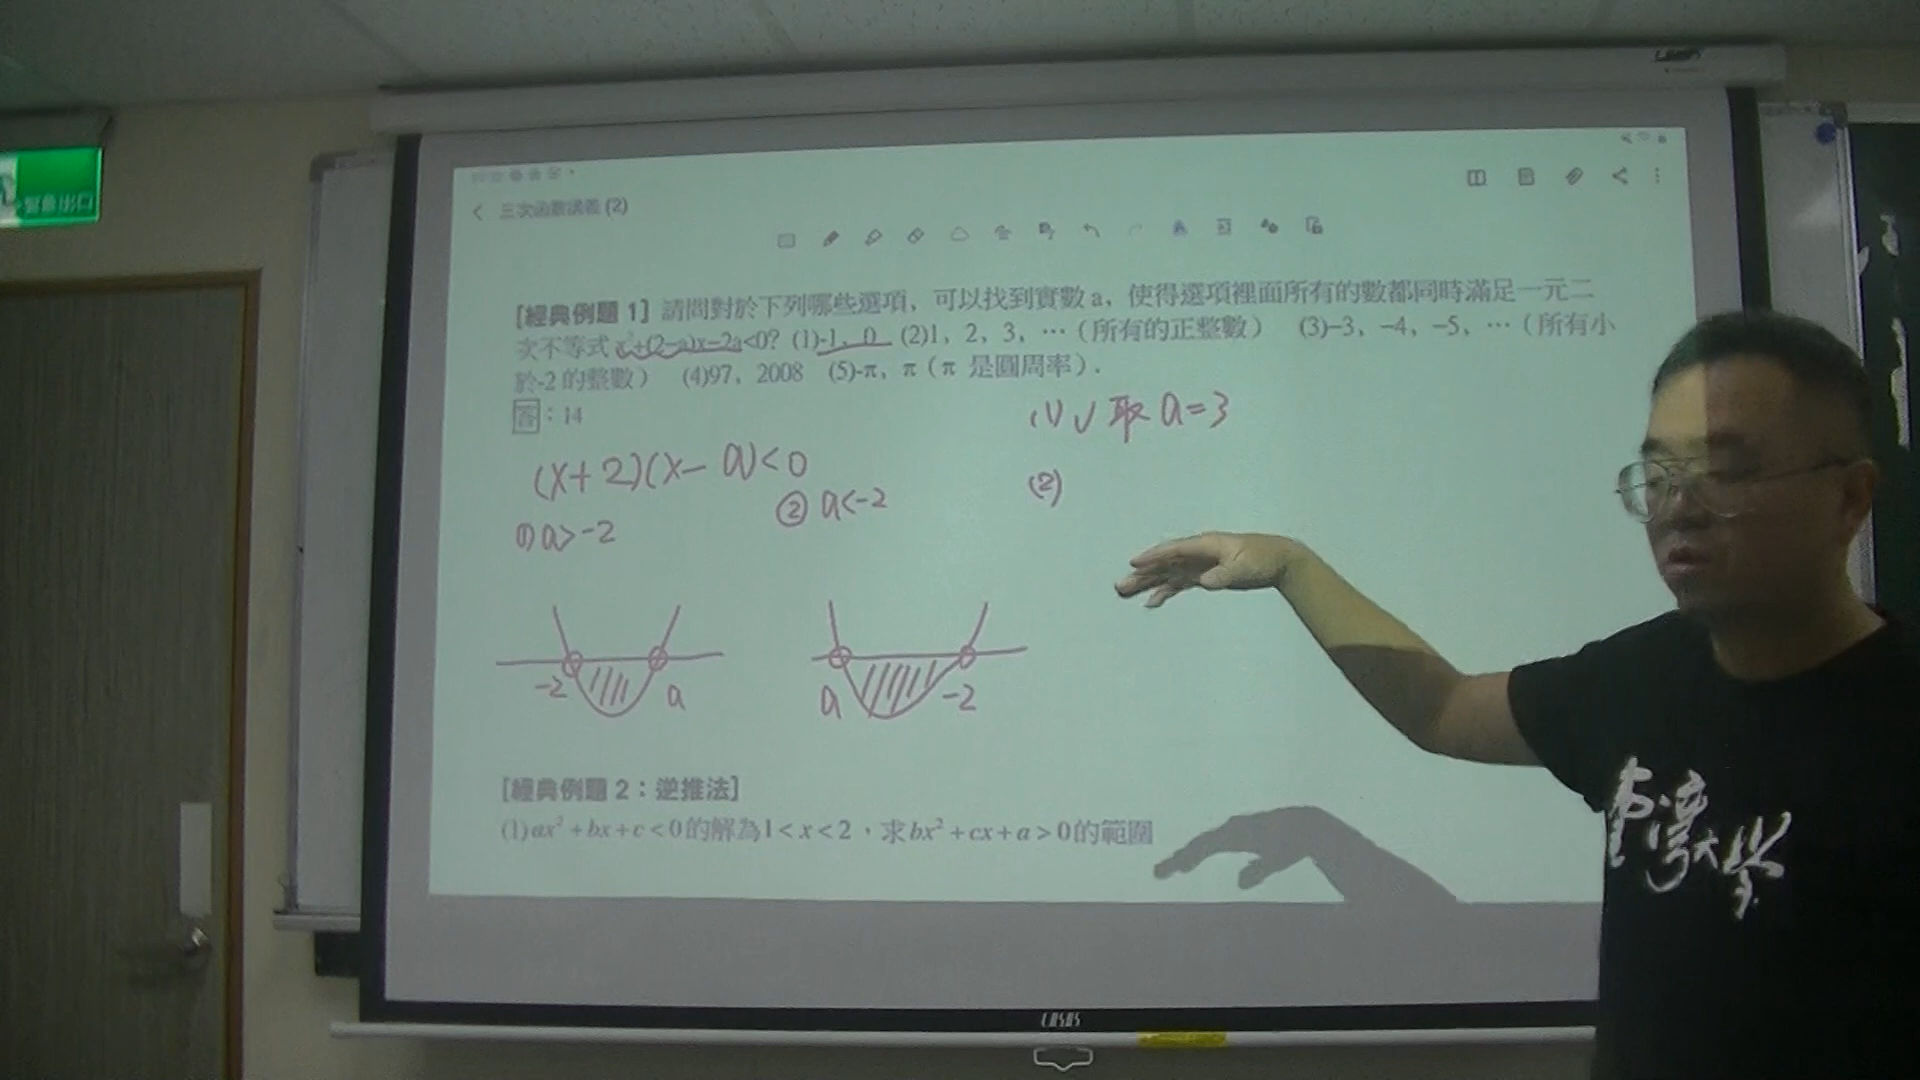 緊急出口
三次函數講義 (2)
[經典例題 1] 請問對於下列哪些選項，可以找到實數 a，使得選項裡面所有的數都同時滿足一元二
次不等式 x²+(2-a)x-2a<0? (1)-1, 0 (2)1, 2, 3, …（所有的正整數） (3)-3, -4, -5, …（所有小
於-2 的整數） (4)97, 2008 (5)-π, π（π 是圓周率）.
答：14
(1)✓ 取 a=3
(x+2)(x-a)<0
(2)
① a>-2
② a<-2
-2 a
a -2
[經典例題 2：逆推法]
(1) ax²+bx+c<0的解為1<x<2，求bx²+cx+a>0的範圍
臺灣大學